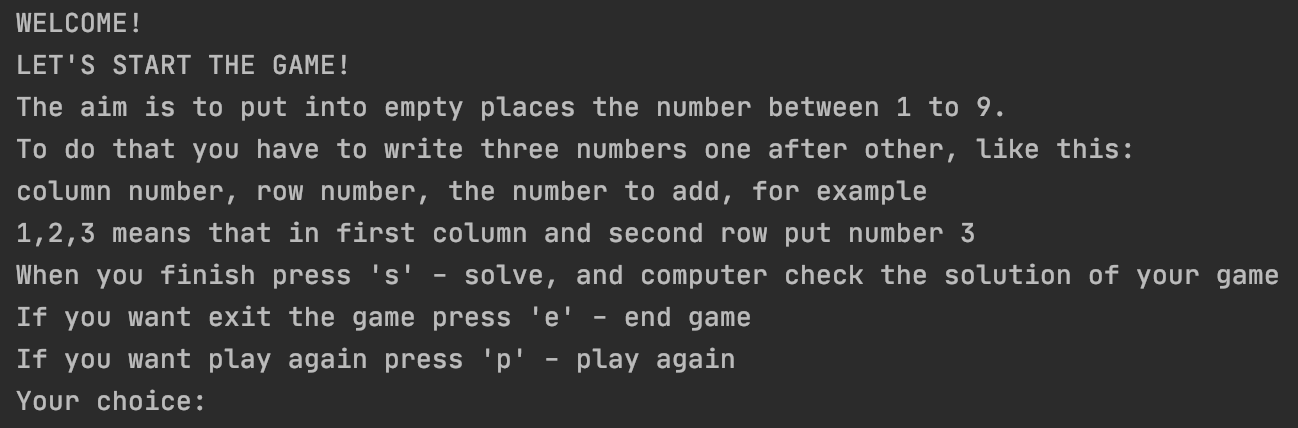 WELCOME!
LET'S START THE GAME!
The aim is to put into empty places the number between 1 to 9.
To do that you have to write three numbers one after other, like this:
column number, row number, the number to add, for example
1,2,3 means that in first column and second row put number 3
When you finish press 's' - solve, and computer check the solution of your game
If you want exit the game press 'e' - end game
If you want play again press 'p' - play again
Your choice: